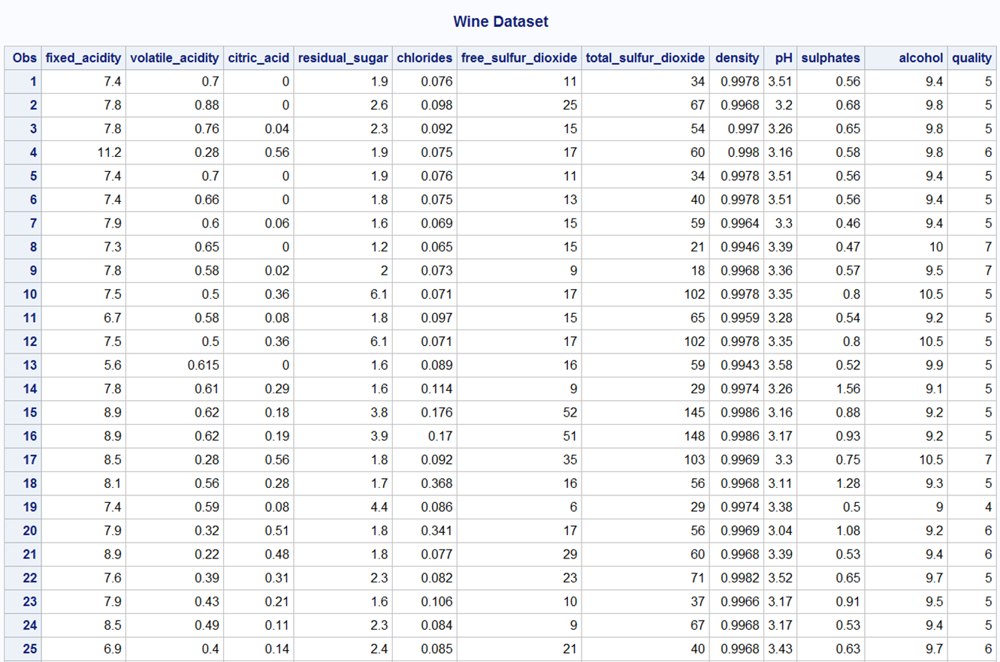 Wine Dataset
Obs fixed_acidity volatile_acidity citric_acid residual_sugar chlorides free_sulfur_dioxide total_sulfur_dioxide density pH sulphates alcohol quality
1 7.4 0.7 0 1.9 0.076 11 34 0.9978 3.51 0.56 9.4 5
2 7.8 0.88 0 2.6 0.098 25 67 0.9968 3.2 0.68 9.8 5
3 7.8 0.76 0.04 2.3 0.092 15 54 0.997 3.26 0.65 9.8 5
4 11.2 0.28 0.56 1.9 0.075 17 60 0.998 3.16 0.58 9.8 6
5 7.4 0.7 0 1.9 0.076 11 34 0.9978 3.51 0.56 9.4 5
6 7.4 0.66 0 1.8 0.075 13 40 0.9978 3.51 0.56 9.4 5
7 7.9 0.6 0.06 1.6 0.069 15 59 0.9964 3.3 0.46 9.4 5
8 7.3 0.65 0 1.2 0.065 15 21 0.9946 3.39 0.47 10 7
9 7.8 0.58 0.02 2 0.073 9 18 0.9968 3.36 0.57 9.5 7
10 7.5 0.5 0.36 6.1 0.071 17 102 0.9978 3.35 0.8 10.5 5
11 6.7 0.58 0.08 1.8 0.097 15 65 0.9959 3.28 0.54 9.2 5
12 7.5 0.5 0.36 6.1 0.071 17 102 0.9978 3.35 0.8 10.5 5
13 5.6 0.615 0 1.6 0.089 16 59 0.9943 3.58 0.52 9.9 5
14 7.8 0.61 0.29 1.6 0.114 9 29 0.9974 3.26 1.56 9.1 5
15 8.9 0.62 0.18 3.8 0.176 52 145 0.9986 3.16 0.88 9.2 5
16 8.9 0.62 0.19 3.9 0.17 51 148 0.9986 3.17 0.93 9.2 5
17 8.5 0.28 0.56 1.8 0.092 35 103 0.9969 3.3 0.75 10.5 7
18 8.1 0.56 0.28 1.7 0.368 16 56 0.9968 3.11 1.28 9.3 5
19 7.4 0.59 0.08 4.4 0.086 6 29 0.9974 3.38 0.5 9 4
20 7.9 0.32 0.51 1.8 0.341 17 56 0.9969 3.04 1.08 9.2 6
21 8.9 0.22 0.48 1.8 0.077 29 60 0.9968 3.39 0.53 9.4 6
22 7.6 0.39 0.31 2.3 0.082 23 71 0.9982 3.52 0.65 9.7 5
23 7.9 0.43 0.21 1.6 0.106 10 37 0.9966 3.17 0.91 9.5 5
24 8.5 0.49 0.11 2.3 0.084 9 67 0.9968 3.17 0.53 9.4 5
25 6.9 0.4 0.14 2.4 0.085 21 40 0.9968 3.43 0.63 9.7 6